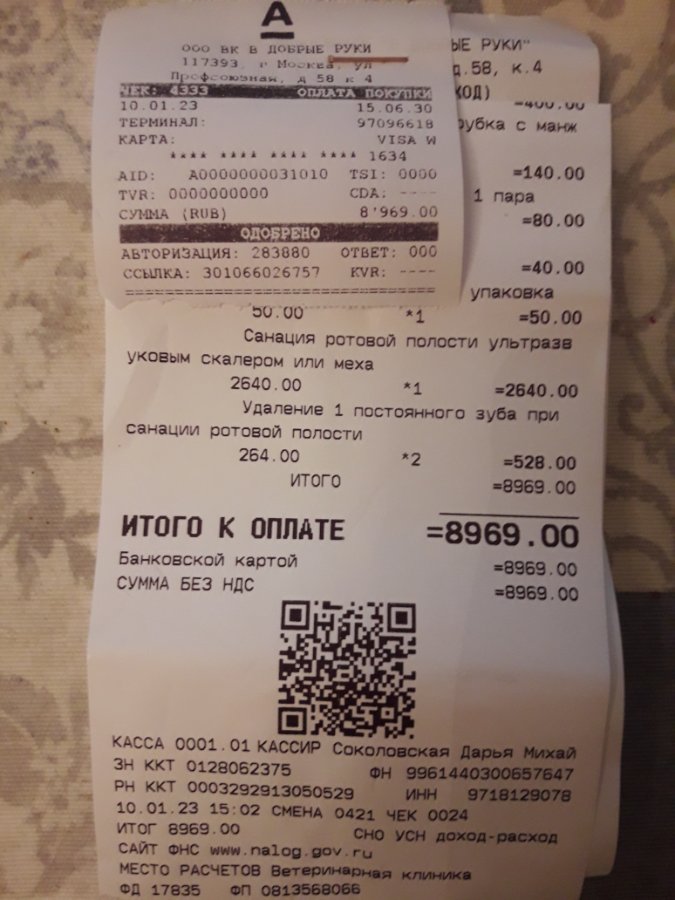 А
ООО ВК В ДОБРЫЕ РУКИ
117393, г Москва, ул
Профсоюзная, д 58 к 4
ЧЕК: 4333 ОПЛАТА ПОКУПКИ
10.01.23 15.06.30
ТЕРМИНАЛ: 97096618
КАРТА: VISA W
**** **** **** **** 1634
AID: A0000000031010 TSI: 0000
TVR: 0000000000 CDA: ----
СУММА (RUB) 8'969.00
ОДОБРЕНО
АВТОРИЗАЦИЯ: 283880 ОТВЕТ: 000
ССЫЛКА: 301066026757 KVR: ----
ЫЕ РУКИ"
д.58, к.4
ХОД)
=400.00
рубка с манж
=140.00
1 пара
=80.00
=40.00
упаковка
50.00 *1 =50.00
Санация ротовой полости ультразв
уковым скалером или меха
2640.00 *1 =2640.00
Удаление 1 постоянного зуба при
санации ротовой полости
264.00 *2 =528.00
ИТОГО =8969.00
ИТОГО К ОПЛАТЕ =8969.00
Банковской картой =8969.00
СУММА БЕЗ НДС =8969.00
КАССА 0001.01 КАССИР Соколовская Дарья Михай
ЗН ККТ 0128062375 ФН 9961440300657647
РН ККТ 0003292913050529 ИНН 9718129078
10.01.23 15:02 СМЕНА 0421 ЧЕК 0024
ИТОГ 8969.00 СНО УСН доход-расход
САЙТ ФНС www.nalog.gov.ru
МЕСТО РАСЧЕТОВ Ветеринарная клиника
ФД 17835 ФП 0813568066